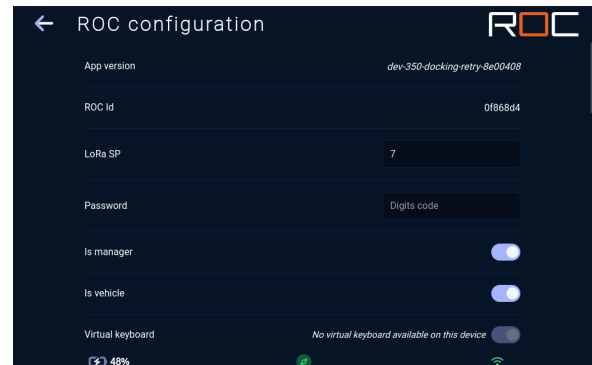 ROC configuration
ROC
App version
dev-350-docking-retry-8e00408
ROC Id
0f868d4
LoRa SP
7
Password
Digits code
Is manager
Is vehicle
Virtual keyboard
No virtual keyboard available on this device
48%